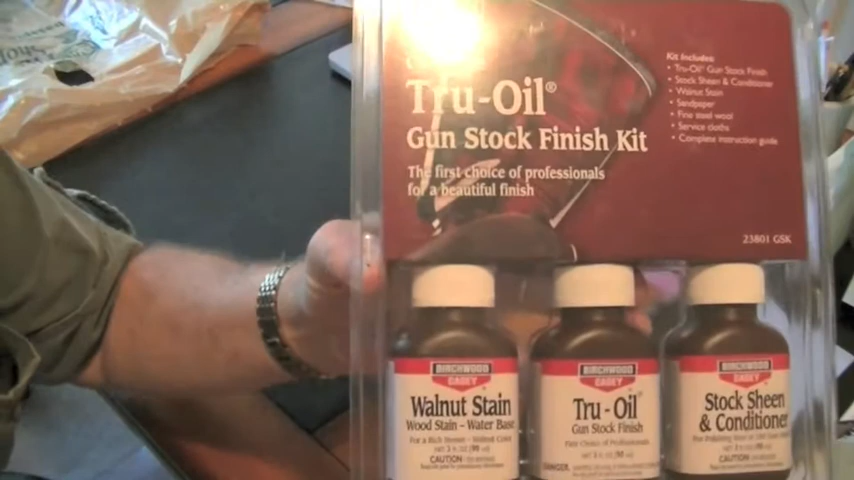 Tru-Oil®
Gun Stock Finish Kit
The first choice of professionals
for a beautiful finish
Kit Includes:
• Tru-Oil® Gun Stock Finish
• Stock Sheen & Conditioner
• Walnut Stain
• Sandpaper
• Fine steel wool
• Service cloths
• Complete instruction guide
23801 GSK
BIRCHWOOD
CASEY
Walnut Stain
Wood Stain - Water Base
For a Rich Brown - Walnut Color
CAUTION
BIRCHWOOD
CASEY
Tru-Oil®
Gun Stock Finish
First Choice of Professionals
DANGER
BIRCHWOOD
CASEY
Stock Sheen
& Conditioner
CAUTION